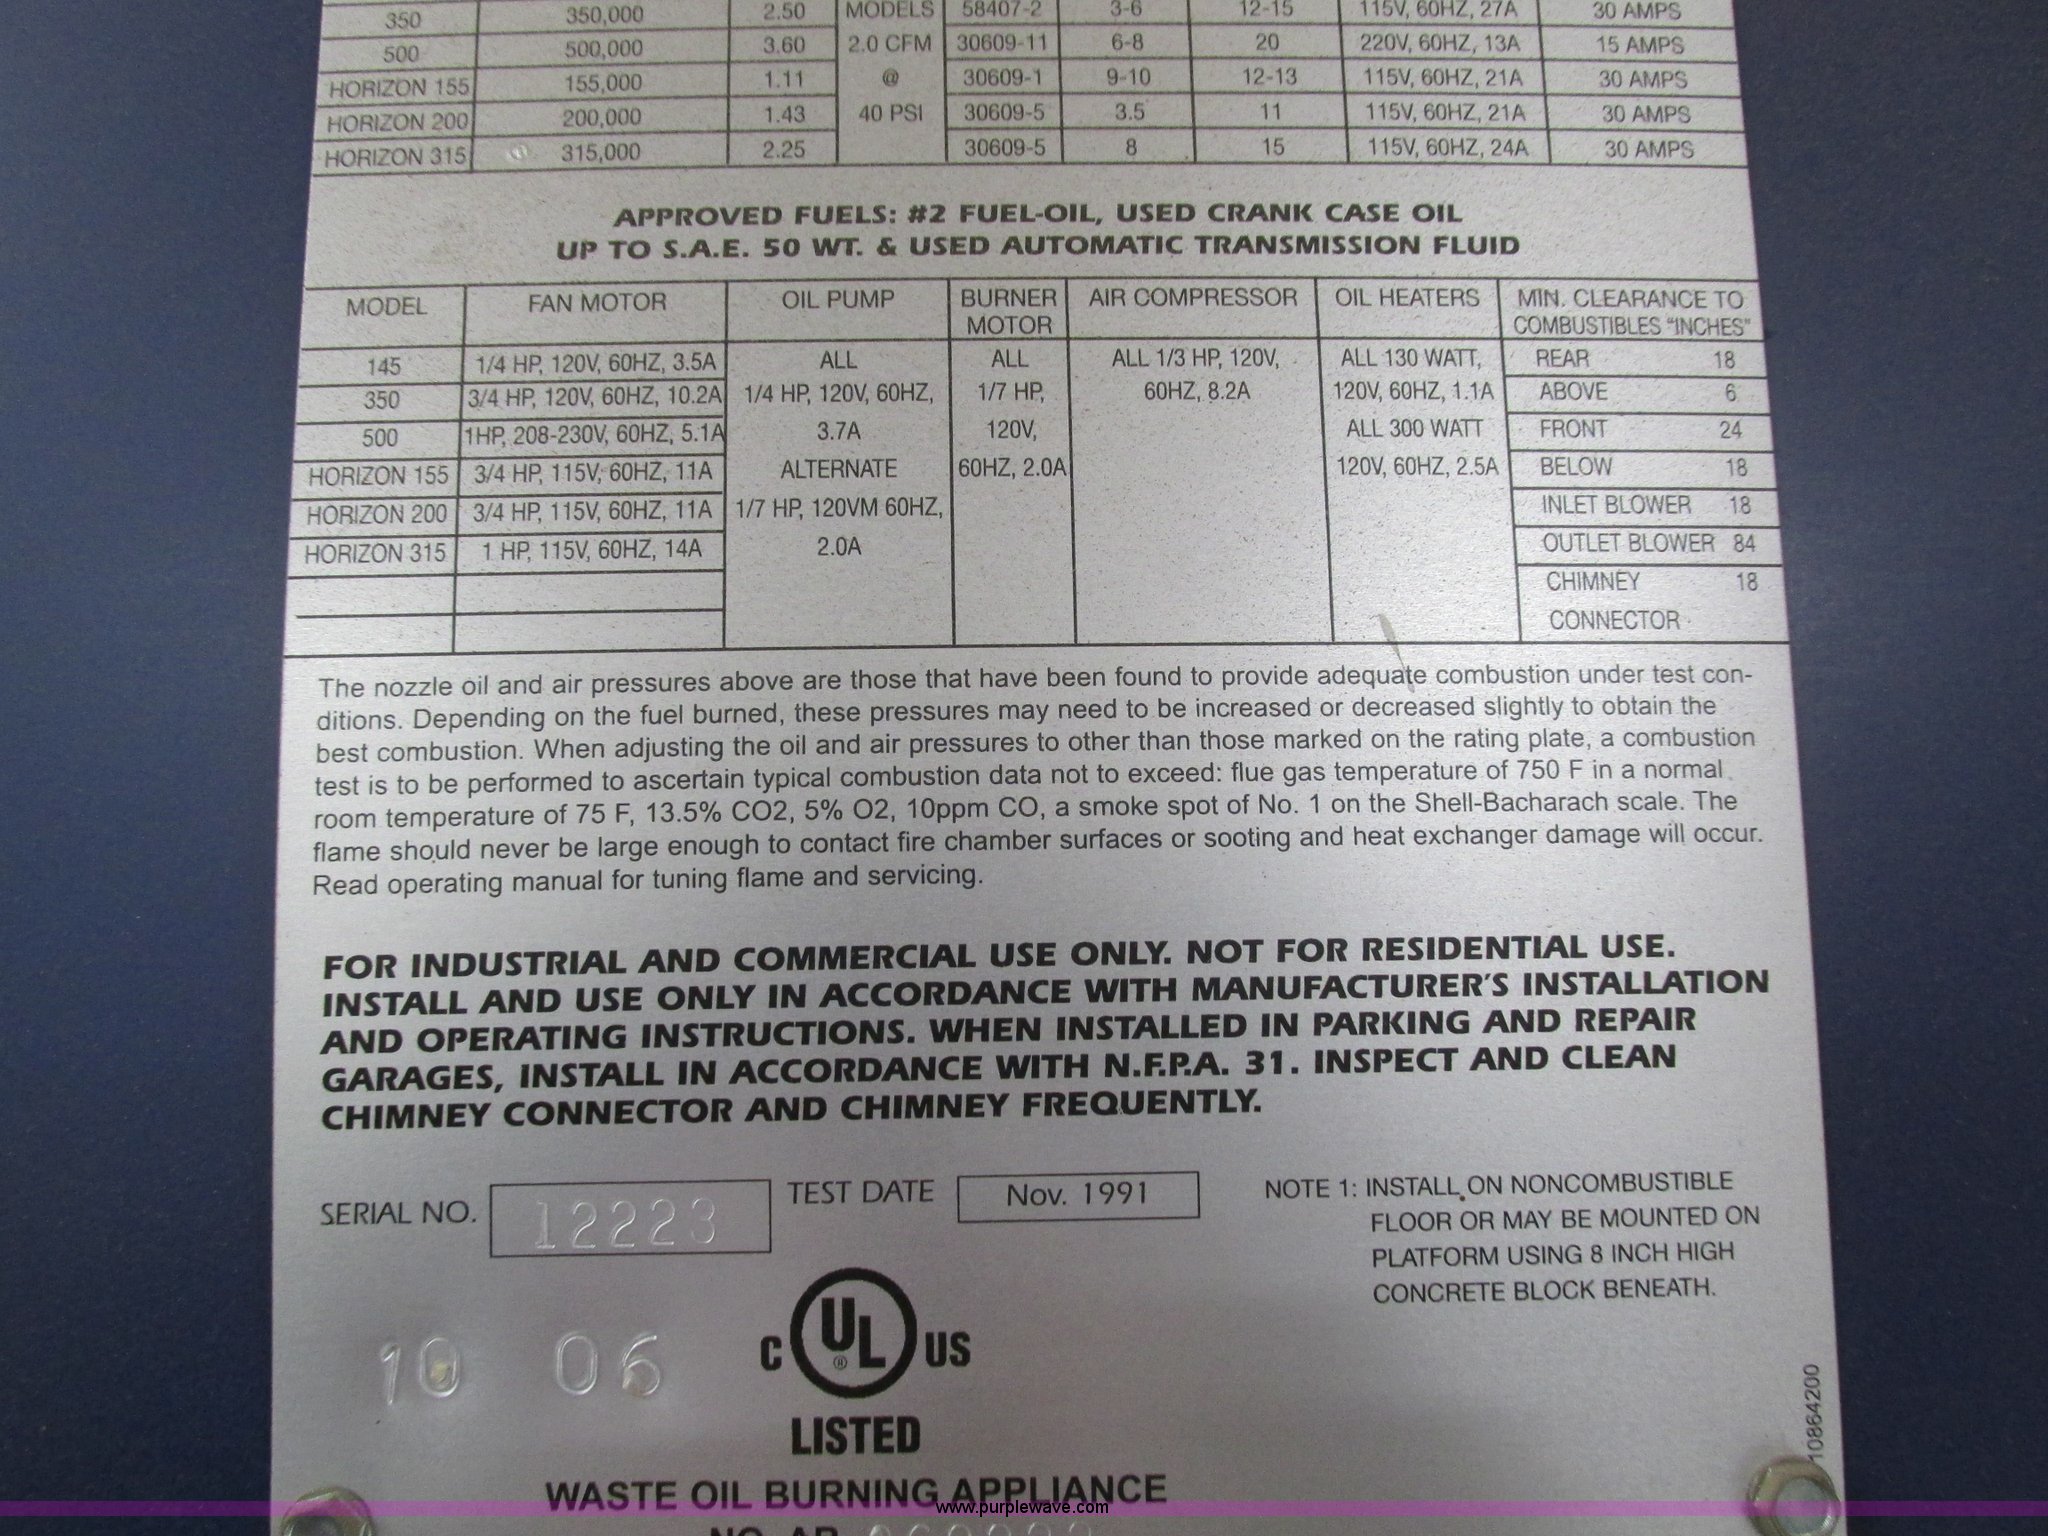 350 350,000 2.50 MODELS 58407-2 3-6 12-15 115V, 60HZ, 27A 30 AMPS
500 500,000 3.60 2.0 CFM 30609-11 6-8 20 220V, 60HZ, 13A 15 AMPS
HORIZON 155 155,000 1.11 @ 30609-1 9-10 12-13 115V, 60HZ, 21A 30 AMPS
HORIZON 200 200,000 1.43 40 PSI 30609-5 3.5 11 115V, 60HZ, 21A 30 AMPS
HORIZON 315 315,000 2.25 30609-5 8 15 115V, 60HZ, 24A 30 AMPS
APPROVED FUELS: #2 FUEL-OIL, USED CRANK CASE OIL
UP TO S.A.E. 50 WT. & USED AUTOMATIC TRANSMISSION FLUID
MODEL FAN MOTOR OIL PUMP BURNER AIR COMPRESSOR OIL HEATERS MIN. CLEARANCE TO
MOTOR COMBUSTIBLES "INCHES"
145 1/4 HP, 120V, 60HZ, 3.5A ALL ALL ALL 1/3 HP, 120V, ALL 130 WATT, REAR 18
350 3/4 HP, 120V, 60HZ, 10.2A 1/4 HP, 120V, 60HZ, 1/7 HP, 60HZ, 8.2A 120V, 60HZ, 1.1A ABOVE 6
500 1HP, 208-230V, 60HZ, 5.1A 3.7A 120V, ALL 300 WATT FRONT 24
HORIZON 155 3/4 HP, 115V, 60HZ, 11A ALTERNATE 60HZ, 2.0A 120V, 60HZ, 2.5A BELOW 18
HORIZON 200 3/4 HP, 115V, 60HZ, 11A 1/7 HP, 120VM 60HZ, INLET BLOWER 18
HORIZON 315 1 HP, 115V, 60HZ, 14A 2.0A OUTLET BLOWER 84
CHIMNEY 18
CONNECTOR
The nozzle oil and air pressures above are those that have been found to provide adequate combustion under test con-
ditions. Depending on the fuel burned, these pressures may need to be increased or decreased slightly to obtain the
best combustion. When adjusting the oil and air pressures to other than those marked on the rating plate, a combustion
test is to be performed to ascertain typical combustion data not to exceed: flue gas temperature of 750 F in a normal
room temperature of 75 F, 13.5% CO2, 5% O2, 10ppm CO, a smoke spot of No. 1 on the Shell-Bacharach scale. The
flame should never be large enough to contact fire chamber surfaces or sooting and heat exchanger damage will occur.
Read operating manual for tuning flame and servicing.
FOR INDUSTRIAL AND COMMERCIAL USE ONLY. NOT FOR RESIDENTIAL USE.
INSTALL AND USE ONLY IN ACCORDANCE WITH MANUFACTURER'S INSTALLATION
AND OPERATING INSTRUCTIONS. WHEN INSTALLED IN PARKING AND REPAIR
GARAGES, INSTALL IN ACCORDANCE WITH N.F.P.A. 31. INSPECT AND CLEAN
CHIMNEY CONNECTOR AND CHIMNEY FREQUENTLY.
SERIAL NO. 12223 TEST DATE Nov. 1991
NOTE 1: INSTALL ON NONCOMBUSTIBLE
FLOOR OR MAY BE MOUNTED ON
PLATFORM USING 8 INCH HIGH
CONCRETE BLOCK BENEATH.
10 06
C UL ® US
LISTED
10864200
WASTE OIL BURNING APPLIANCE
www.purplewave.com